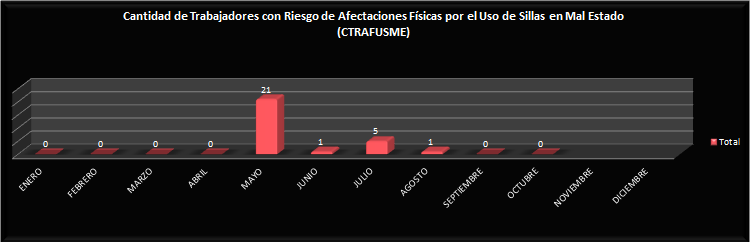 Cantidad de Trabajadores con Riesgo de Afectaciones Físicas por el Uso de Sillas en Mal Estado
(CTRAFUSME)
0 0 0 0 21 1 5 1 0 0
Total
ENERO FEBRERO MARZO ABRIL MAYO JUNIO JULIO AGOSTO SEPTIEMBRE OCTUBRE NOVIEMBRE DICIEMBRE